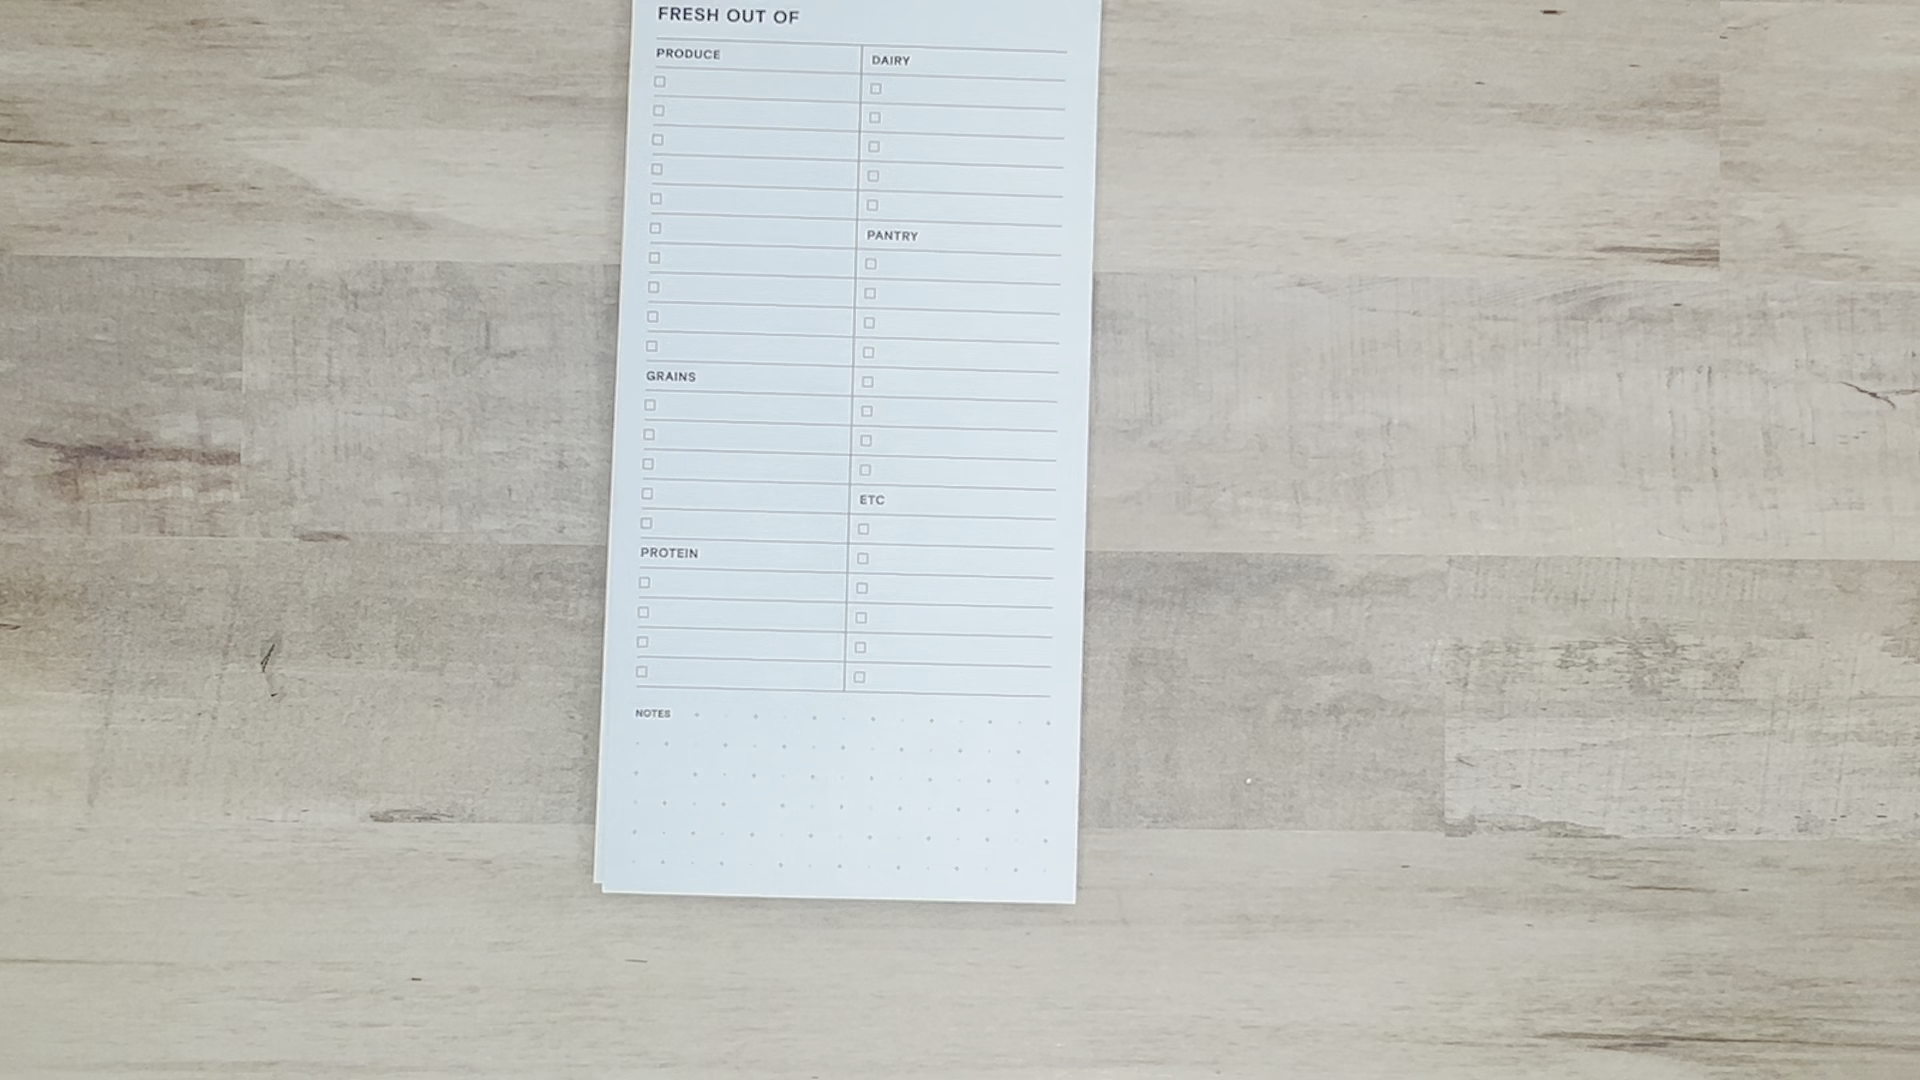 FRESH OUT OF
PRODUCE
GRAINS
PROTEIN
DAIRY
PANTRY
ETC
NOTES